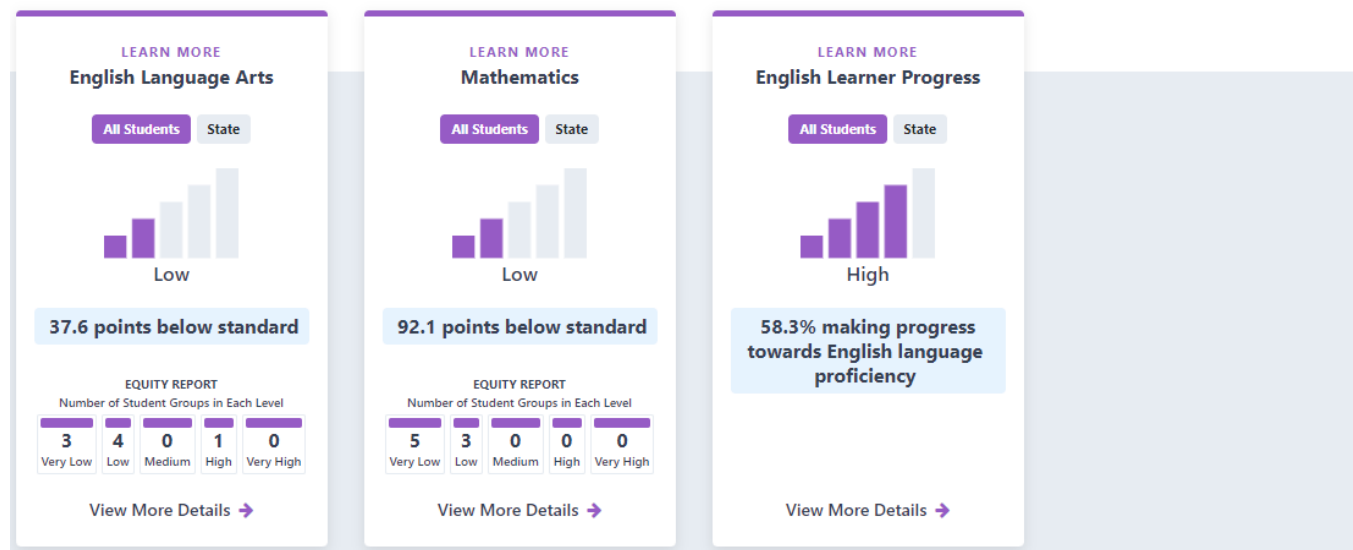 LEARN MORE
English Language Arts
All Students State
Low
37.6 points below standard
EQUITY REPORT
Number of Student Groups in Each Level
3 4 0 1 0
Very Low Low Medium High Very High
View More Details
LEARN MORE
Mathematics
All Students State
Low
92.1 points below standard
EQUITY REPORT
Number of Student Groups in Each Level
5 3 0 0 0
Very Low Low Medium High Very High
View More Details
LEARN MORE
English Learner Progress
All Students State
High
58.3% making progress
towards English language
proficiency
View More Details